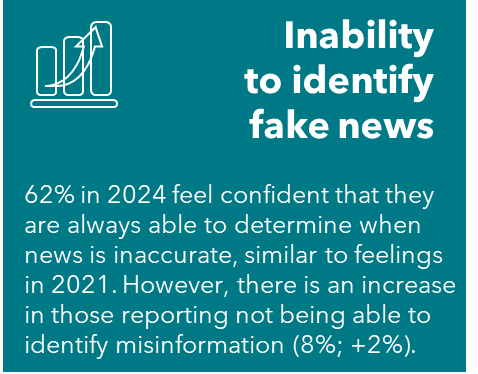 Inability
to identify
fake news
62% in 2024 feel confident that they
are always able to determine when
news is inaccurate, similar to feelings
in 2021. However, there is an increase
in those reporting not being able to
identify misinformation (8%; +2%).